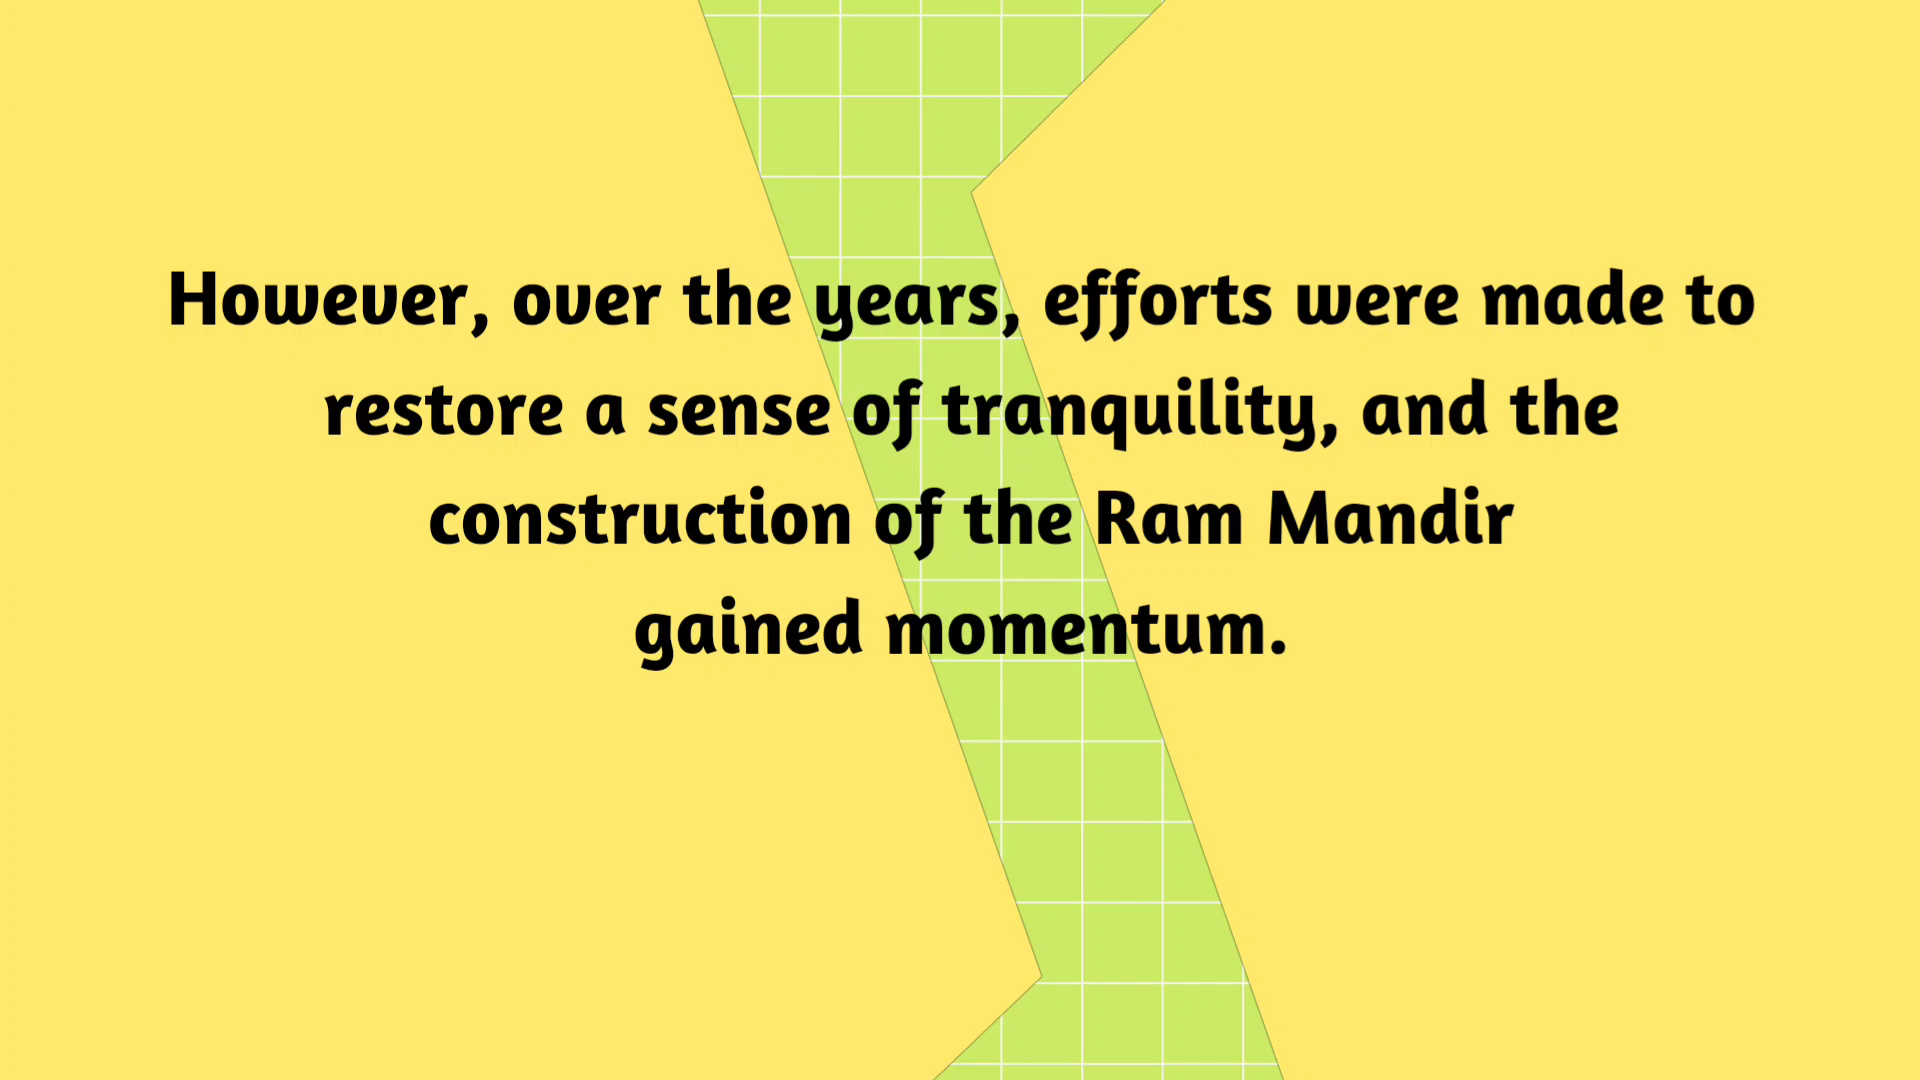 However, over the years, efforts were made to
restore a sense of tranquility, and the
construction of the Ram Mandir
gained momentum.